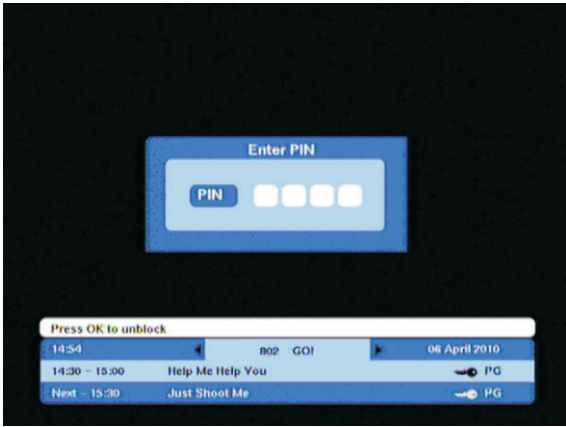 Enter PIN
PIN
Press OK to unblock
14:54 802 GO! 06 April 2010
14:30 - 15:00 Help Me Help You PG
Next - 15:30 Just Shoot Me PG